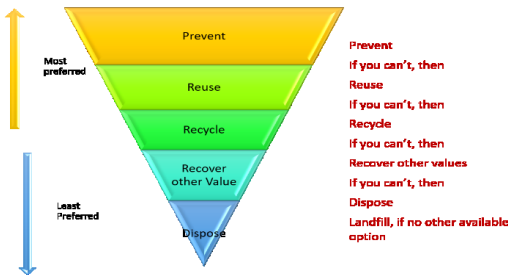 Most
preferred
Least
Preferred
Prevent
Reuse
Recycle
Recover
other Value
Dispose
Prevent
If you can't, then
Reuse
If you can't, then
Recycle
If you can't, then
Recover other values
If you can't, then
Dispose
Landfill, if no other available
option